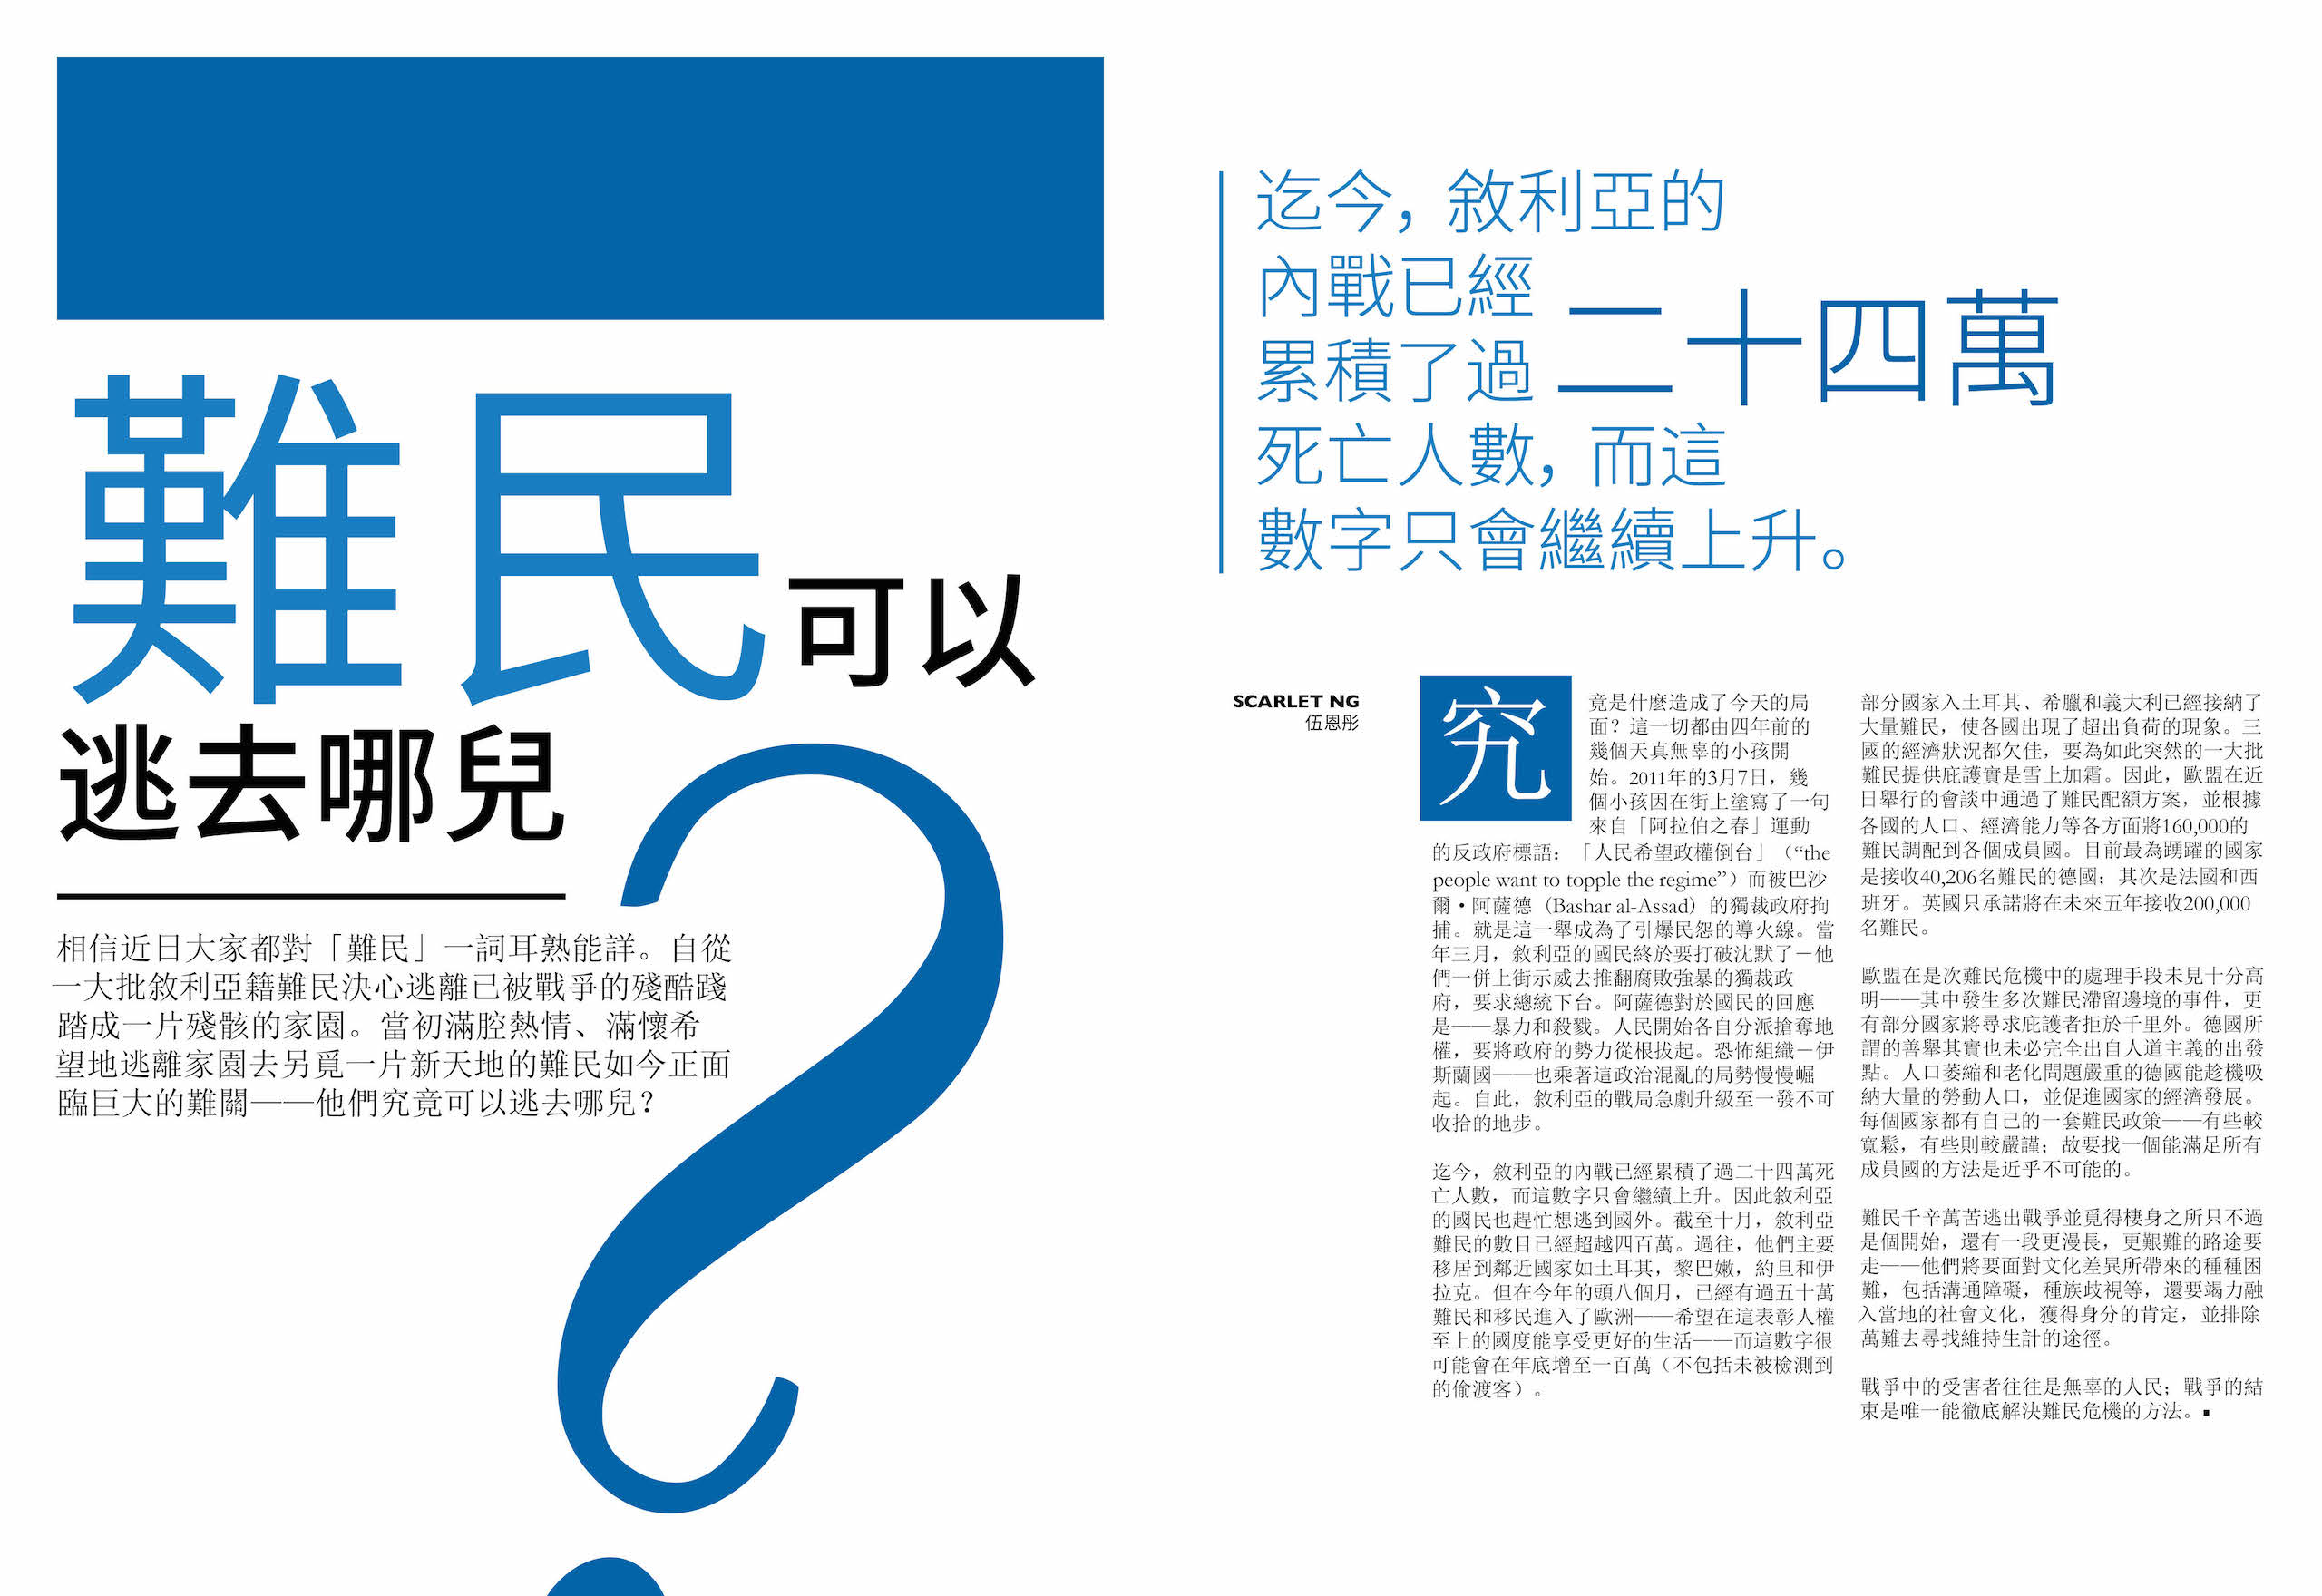 難民可以
逃去哪兒
?
相信近日大家都對「難民」一詞耳熟能詳。自從
一大批敘利亞籍難民決心逃離已被戰爭的殘酷踐
踏成一片殘骸的家園。當初滿腔熱情、滿懷希
望地逃離家園去另覓一片新天地的難民如今正面
臨巨大的難關——他們究竟可以逃去哪兒？
迄今，敘利亞的
內戰已經
累積了過 二十四萬
死亡人數，而這
數字只會繼續上升。
SCARLET NG
伍恩彤
究
竟是什麼造成了今天的局
面？這一切都由四年前的
幾個天真無辜的小孩開
始。2011年的3月7日，幾
個小孩因在街上塗寫了一句
來自「阿拉伯之春」運動
的反政府標語：「人民希望政權倒台」（“the
people want to topple the regime”）而被巴沙
爾·阿薩德（Bashar al-Assad）的獨裁政府拘
捕。就是這一舉成為了引爆民怨的導火線。當
年三月，敘利亞的國民終於要打破沈默了－他
們一併上街示威去推翻腐敗強暴的獨裁政
府，要求總統下台。阿薩德對於國民的回應
是——暴力和殺戮。人民開始各自分派搶奪地
權，要將政府的勢力從根拔起。恐怖組織－伊
斯蘭國——也乘著這政治混亂的局勢慢慢崛
起。自此，敘利亞的戰局急劇升級至一發不可
收拾的地步。
迄今，敘利亞的內戰已經累積了過二十四萬死
亡人數，而這數字只會繼續上升。因此敘利亞
的國民也趕忙想逃到國外。截至十月，敘利亞
難民的數目已經超越四百萬。過往，他們主要
移居到鄰近國家如土耳其，黎巴嫩，約旦和伊
拉克。但在今年的頭八個月，已經有過五十萬
難民和移民進入了歐洲——希望在這表彰人權
至上的國度能享受更好的生活——而這數字很
可能會在年底增至一百萬（不包括未被檢測到
的偷渡客）。
部分國家入土耳其、希臘和義大利已經接納了
大量難民，使各國出現了超出負荷的現象。三
國的經濟狀況都欠佳，要為如此突然的一大批
難民提供庇護實是雪上加霜。因此，歐盟在近
日舉行的會談中通過了難民配額方案，並根據
各國的人口、經濟能力等各方面將160,000的
難民調配到各個成員國。目前最為踴躍的國家
是接收40,206名難民的德國；其次是法國和西
班牙。英國只承諾將在未來五年接收200,000
名難民。
歐盟在是次難民危機中的處理手段未見十分高
明——其中發生多次難民滯留邊境的事件，更
有部分國家將尋求庇護者拒於千里外。德國所
謂的善舉其實也未必完全出自人道主義的出發
點。人口萎縮和老化問題嚴重的德國能趁機吸
納大量的勞動人口，並促進國家的經濟發展。
每個國家都有自己的一套難民政策——有些較
寬鬆，有些則較嚴謹；故要找一個能滿足所有
成員國的方法是近乎不可能的。
難民千辛萬苦逃出戰爭並覓得棲身之所只不過
是個開始，還有一段更漫長，更艱難的路途要
走——他們將要面對文化差異所帶來的種種困
難，包括溝通障礙，種族歧視等，還要竭力融
入當地的社會文化，獲得身分的肯定，並排除
萬難去尋找維持生計的途徑。
戰爭中的受害者往往是無辜的人民；戰爭的結
束是唯一能徹底解決難民危機的方法。▪